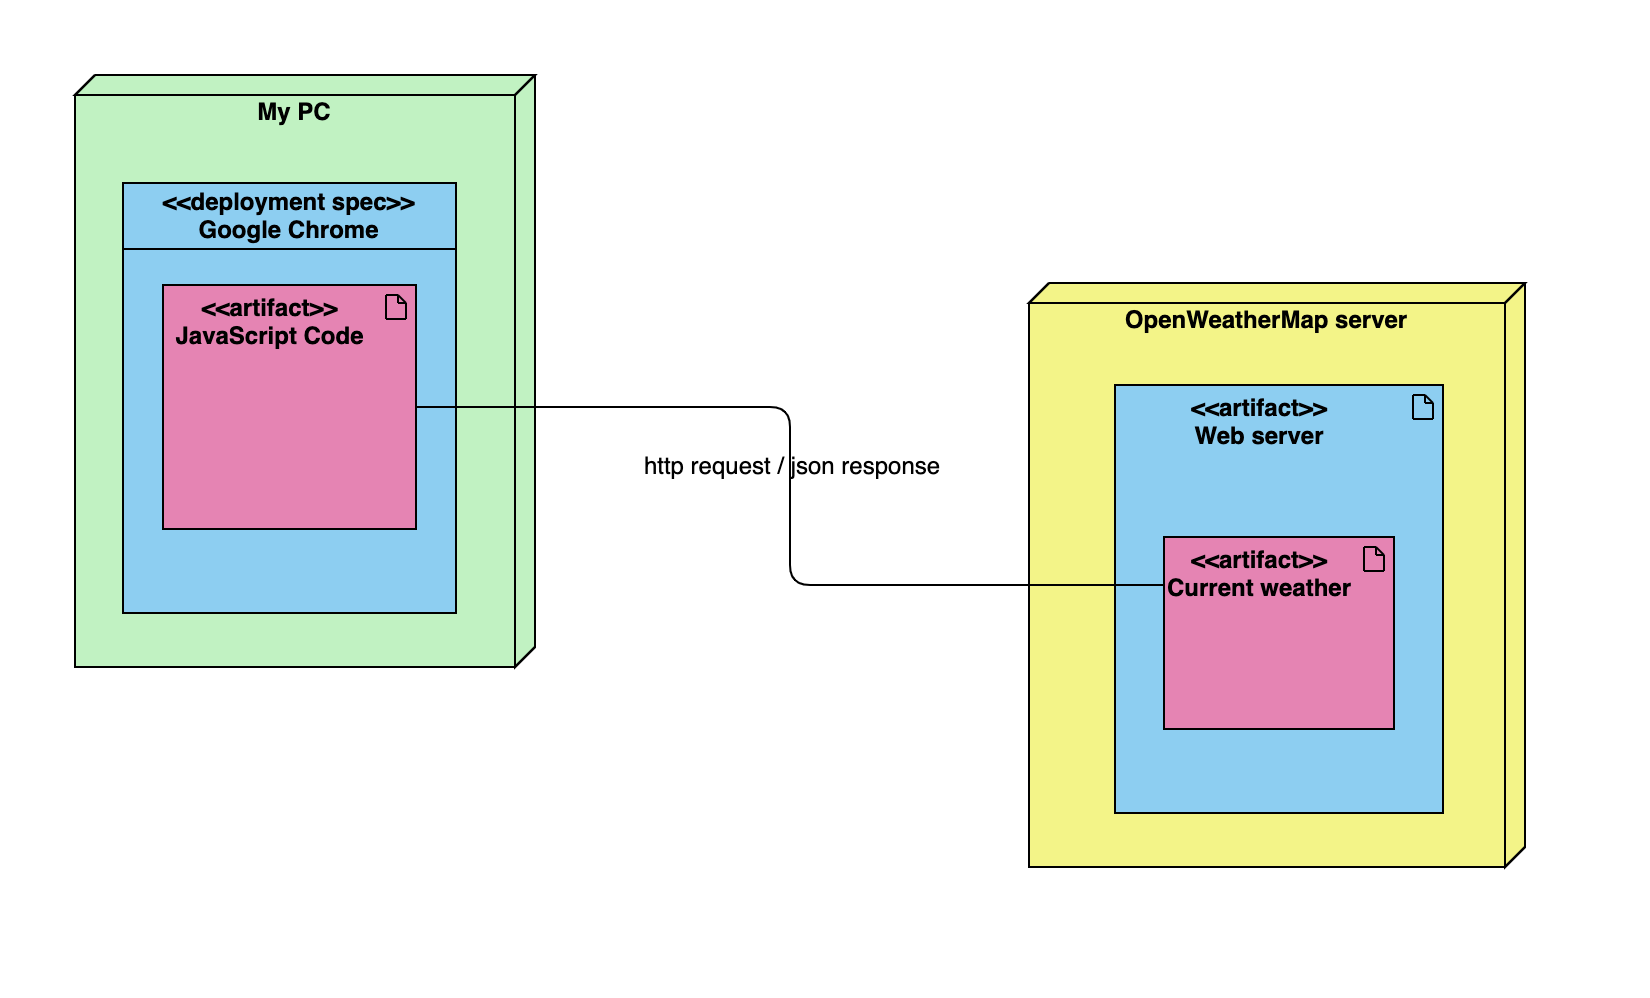 My PC
<<deployment spec>>
Google Chrome
<<artifact>>
JavaScript Code
http request / json response
OpenWeatherMap server
<<artifact>>
Web server
<<artifact>>
Current weather